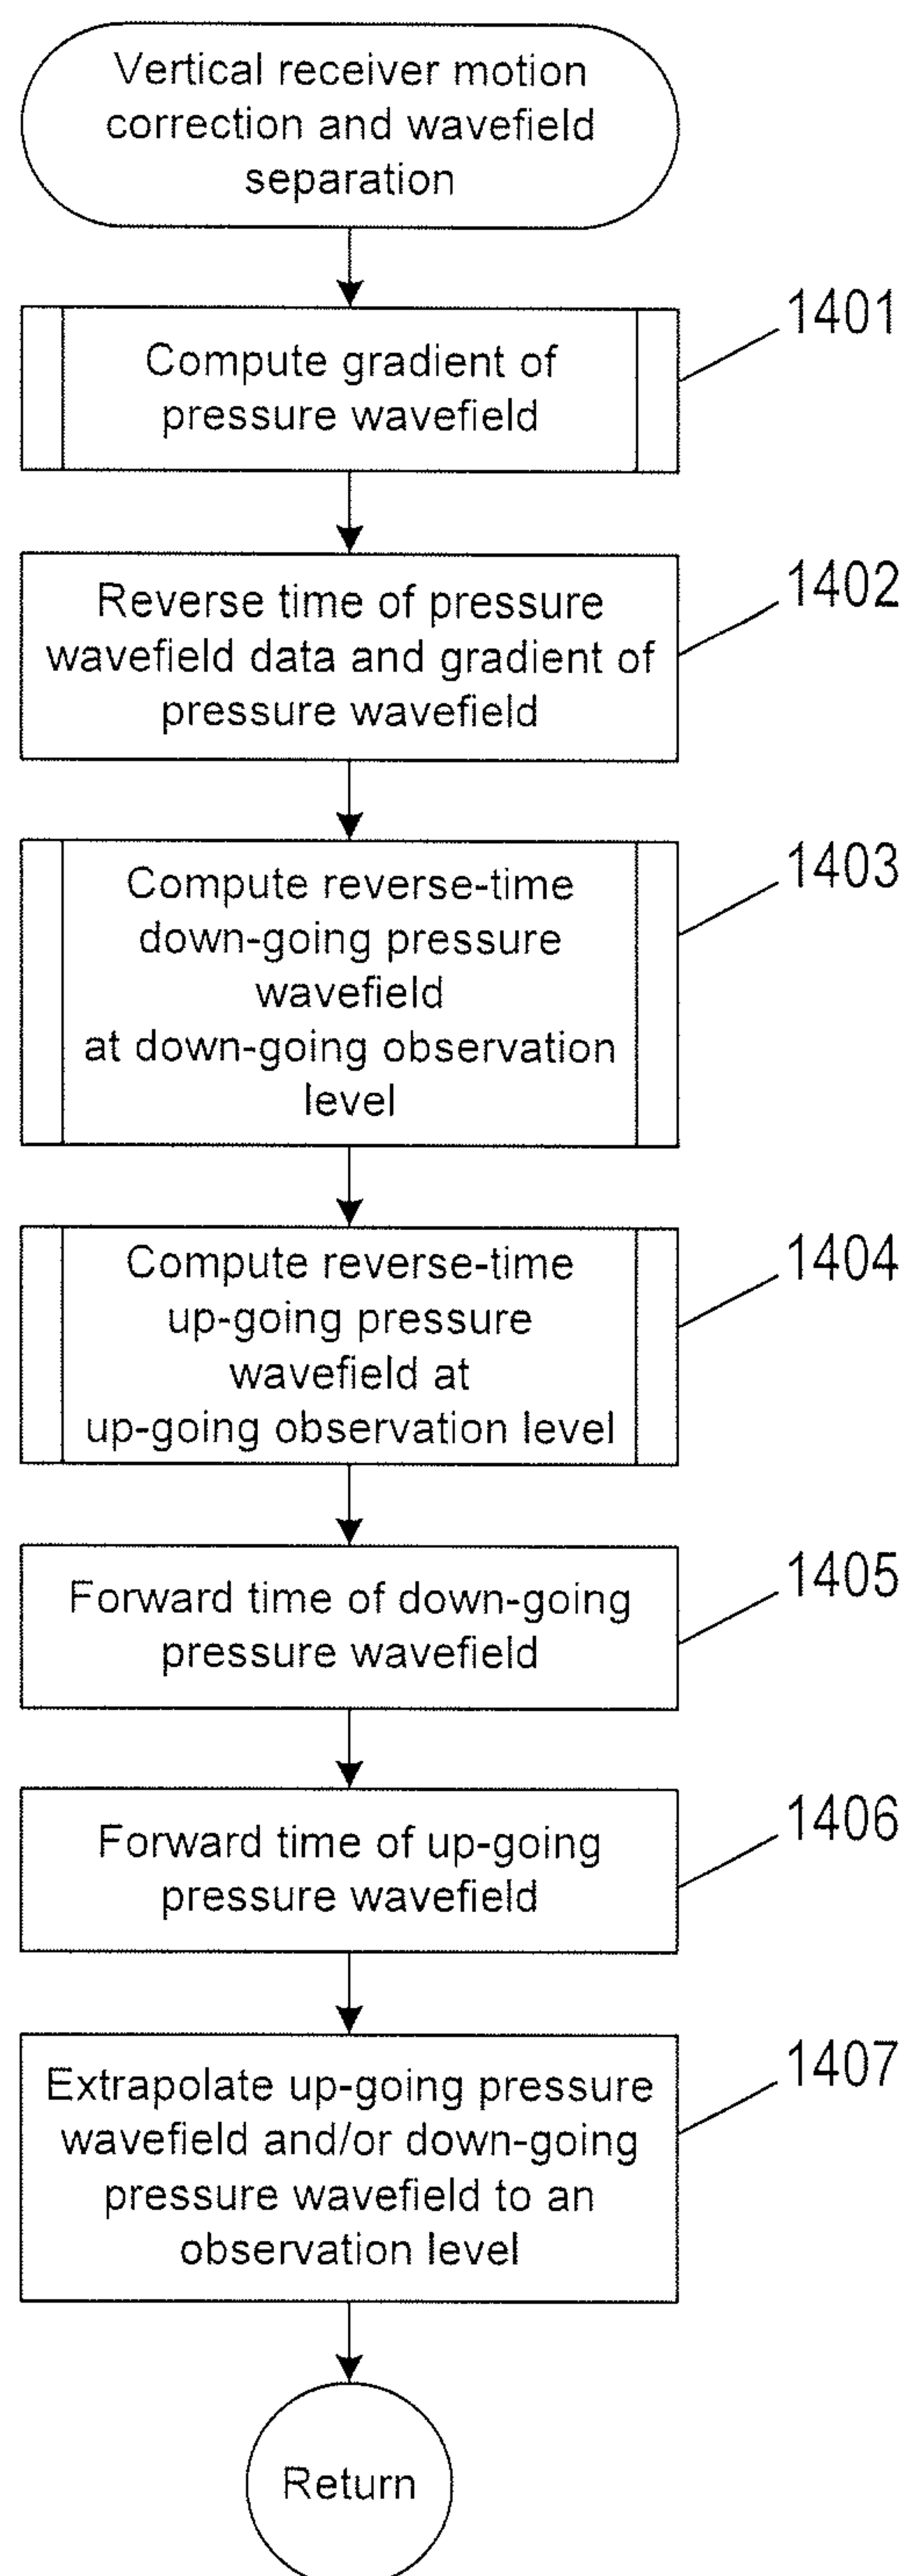 Vertical receiver motion
correction and wavefield
separation
1401
Compute gradient of
pressure wavefield
1402
Reverse time of pressure
wavefield data and gradient of
pressure wavefield
1403
Compute reverse-time
down-going pressure
wavefield
at down-going observation
level
1404
Compute reverse-time
up-going pressure
wavefield at
up-going observation level
1405
Forward time of down-going
pressure wavefield
1406
Forward time of up-going
pressure wavefield
1407
Extrapolate up-going pressure
wavefield and/or down-going
pressure wavefield to an
observation level
Return